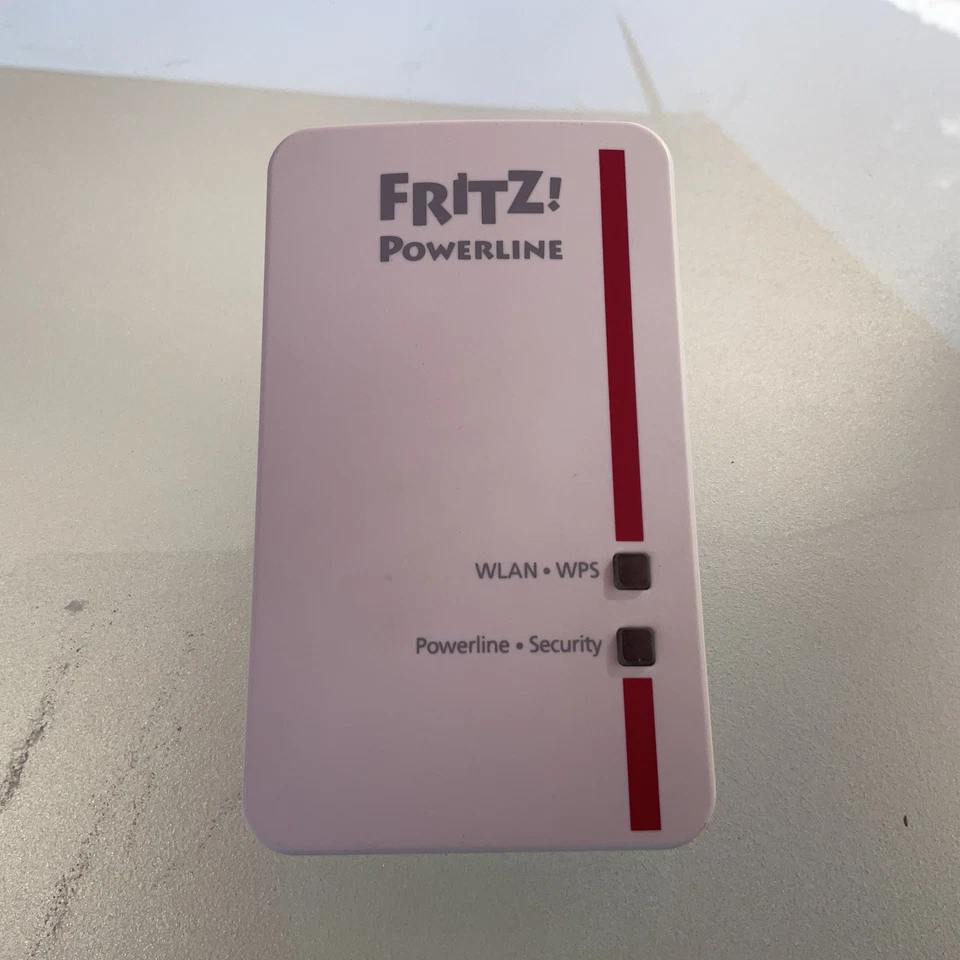 FRITZ!
POWERLINE
WLAN • WPS
Powerline • Security